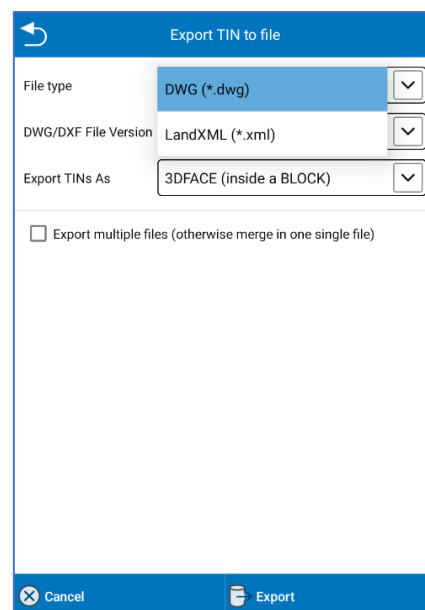 Export TIN to file
File type
DWG (*.dwg)
DWG/DXF File Version
LandXML (*.xml)
Export TINs As
3DFACE (inside a BLOCK)
Export multiple files (otherwise merge in one single file)
Cancel
Export